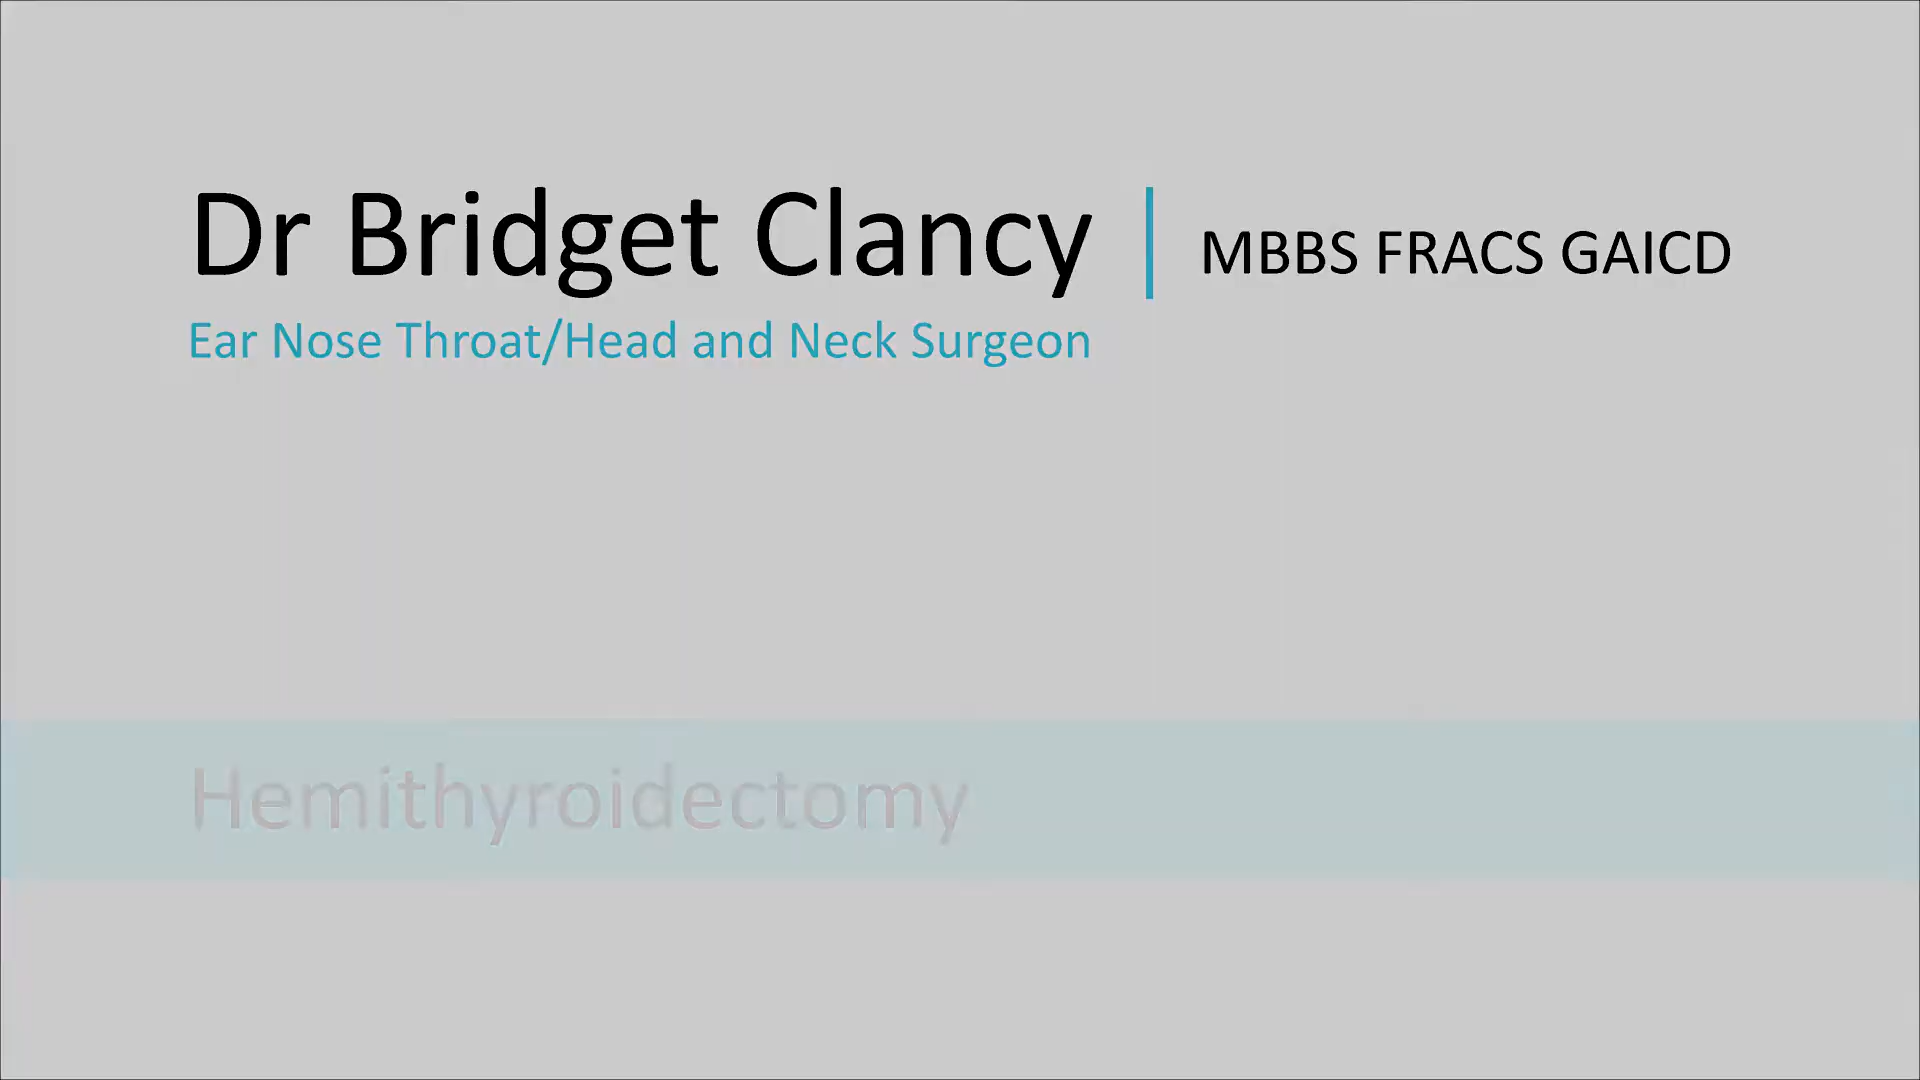 Dr Bridget Clancy | MBBS FRACS GAICD
Ear Nose Throat/Head and Neck Surgeon
Hemithyroidectomy